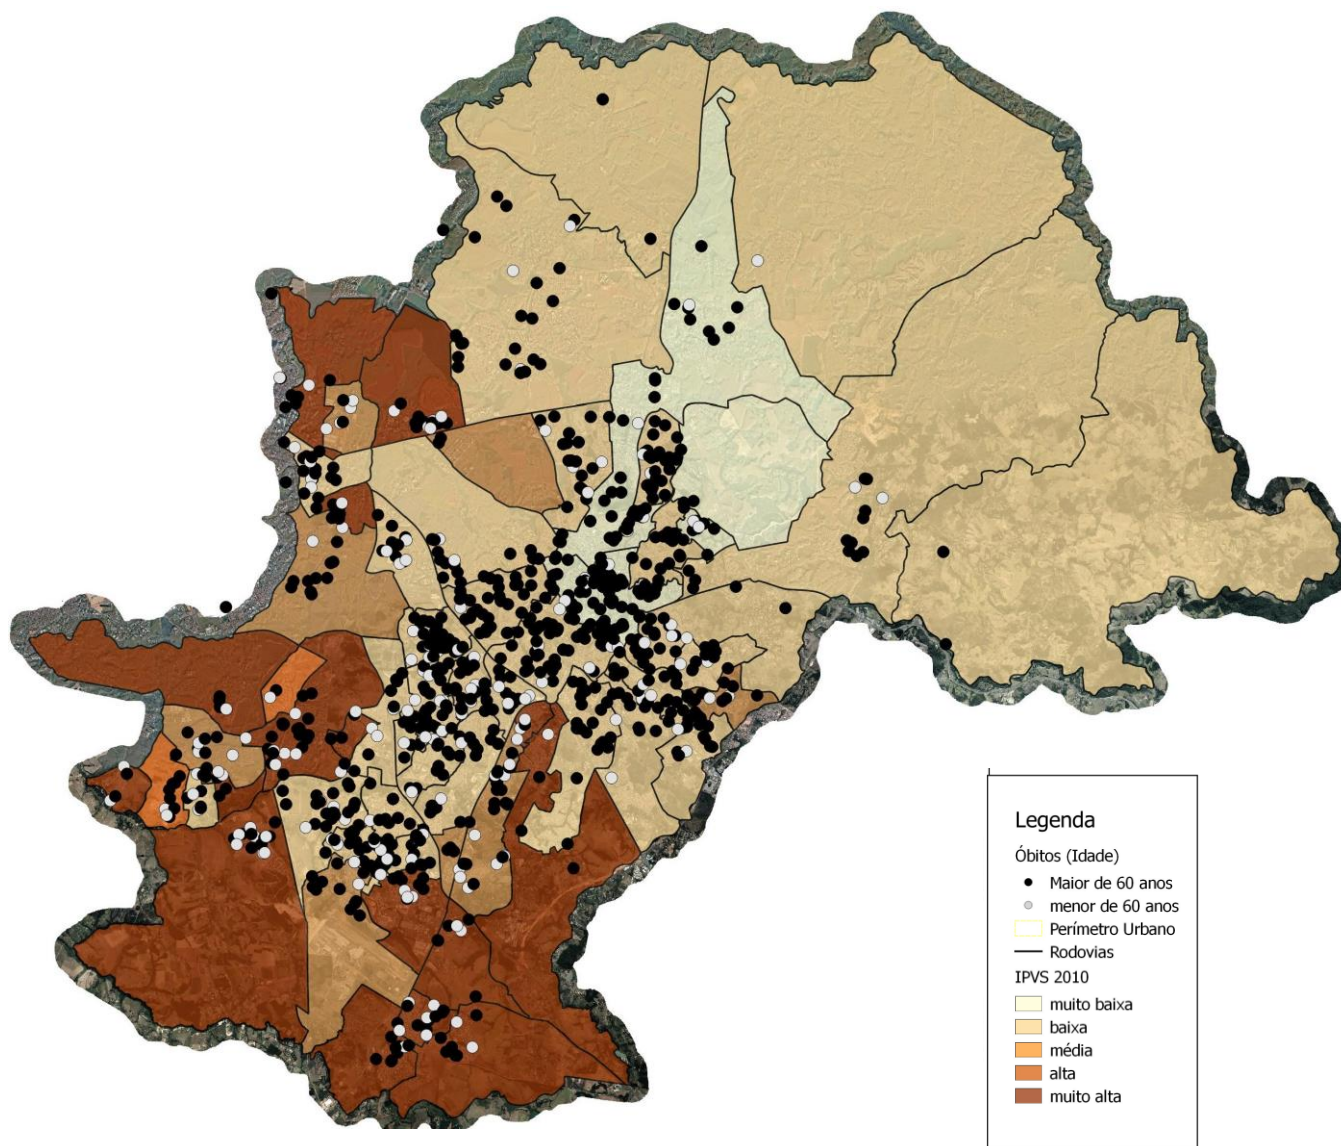 Legenda
Óbitos (Idade)
Maior de 60 anos
menor de 60 anos
Perímetro Urbano
Rodovias
IPVS 2010
muito baixa
baixa
média
alta
muito alta